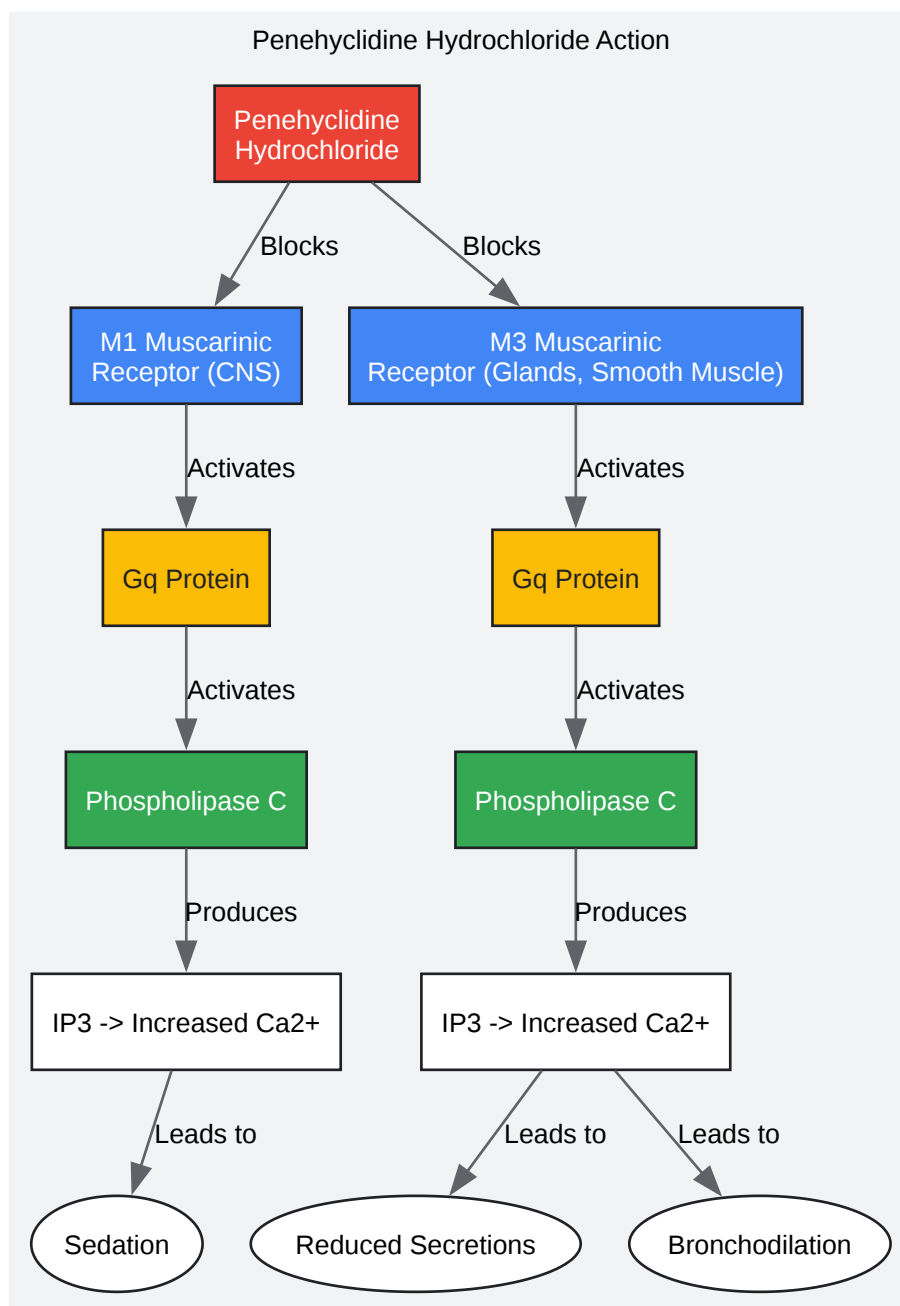 Penehyclidine Hydrochloride Action
Penehyclidine
Hydrochloride
Blocks
Blocks
M1 Muscarinic
Receptor (CNS)
M3 Muscarinic
Receptor (Glands, Smooth Muscle)
Activates
Activates
Gq Protein
Gq Protein
Activates
Activates
Phospholipase C
Phospholipase C
Produces
Produces
IP3 -> Increased Ca2+
IP3 -> Increased Ca2+
Leads to
Leads to
Leads to
Sedation
Reduced Secretions
Bronchodilation